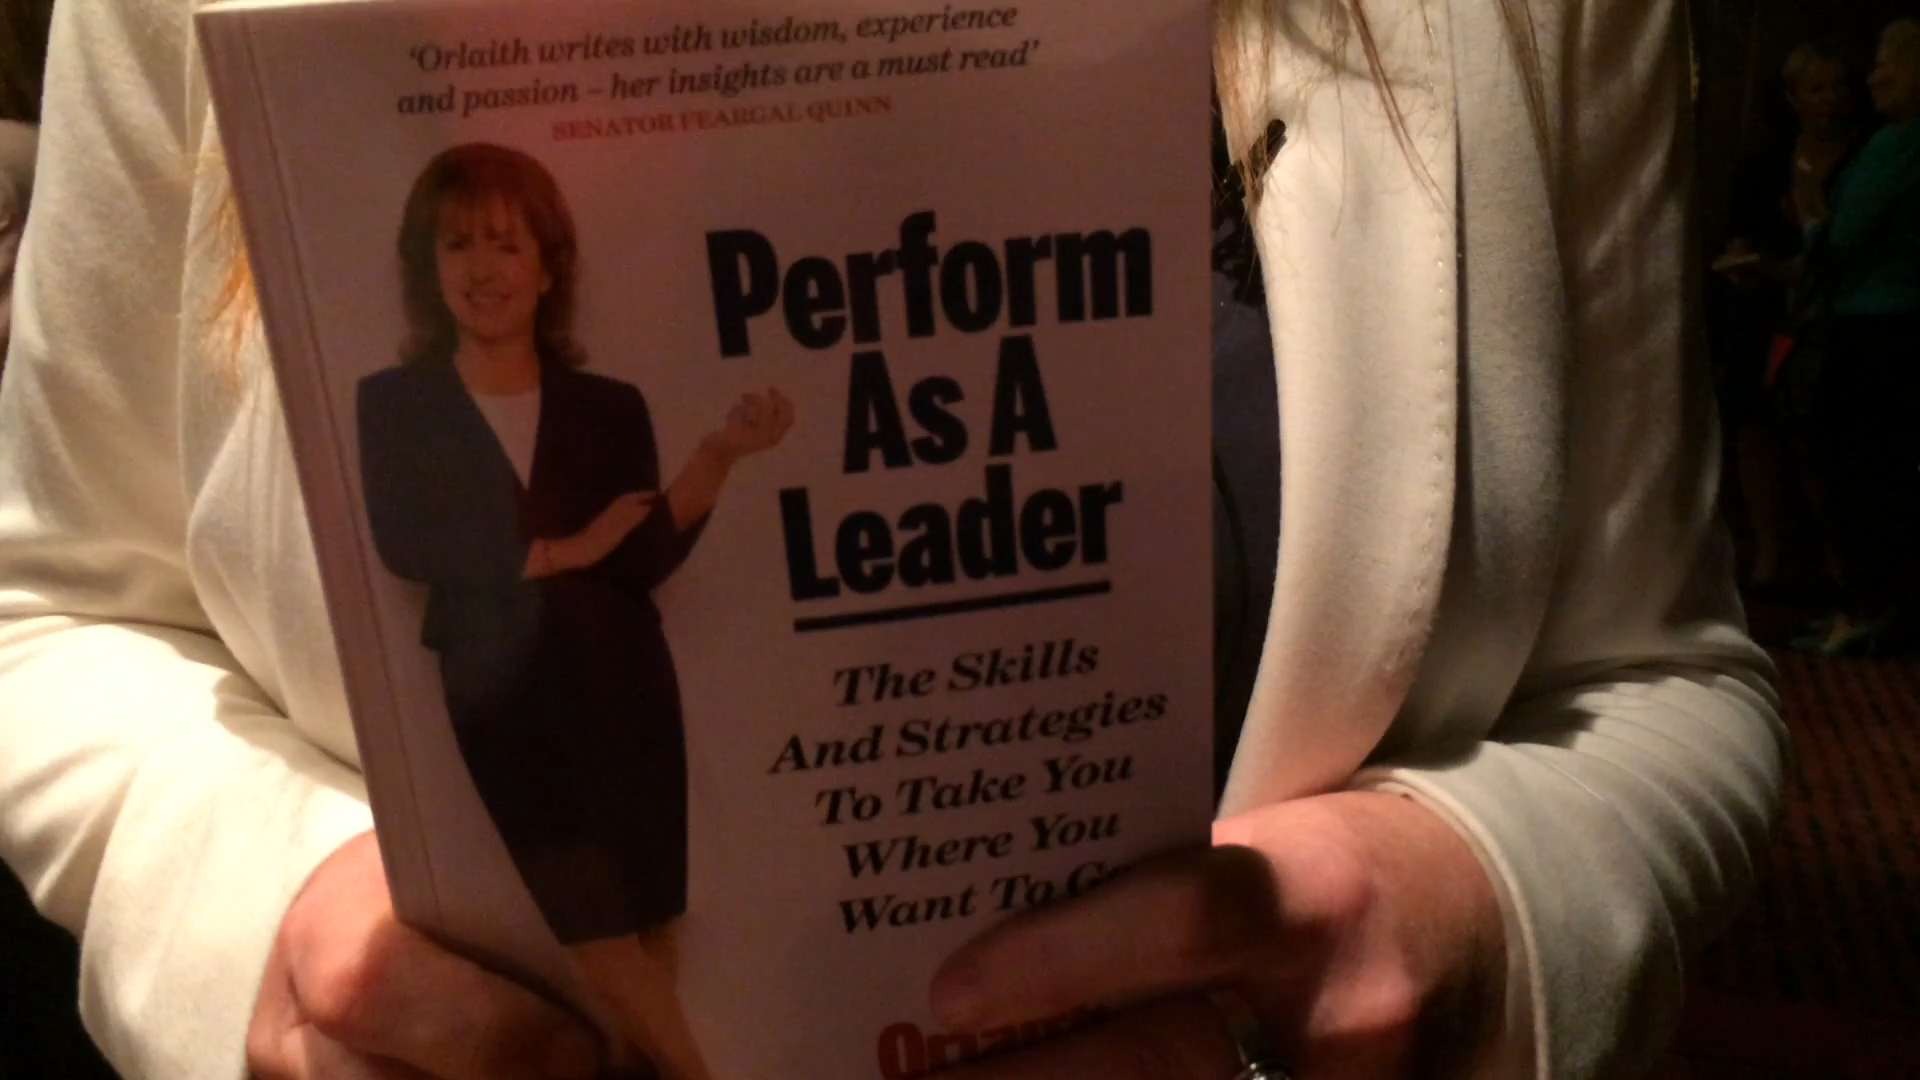 ‘Orlaith writes with wisdom, experience
and passion – her insights are a must read’
SENATOR FEARGAL QUINN
Perform
As A
Leader
The Skills
And Strategies
To Take You
Where You
Want To Go